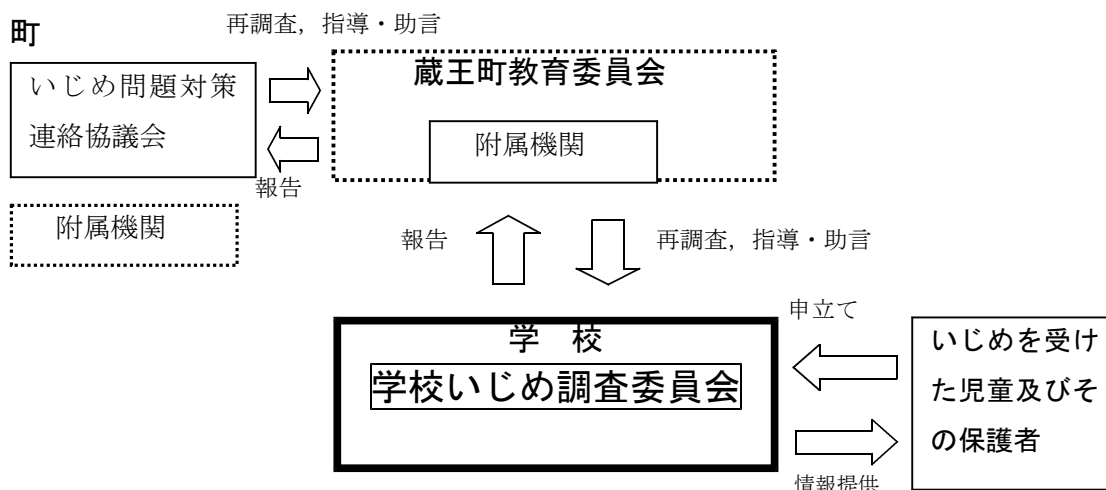 町
再調査，指導・助言
いじめ問題対策
連絡協議会
蔵王町教育委員会
附属機関
報告
附属機関
報告
再調査，指導・助言
申立て
学　校
学校いじめ調査委員会
いじめを受け
た児童及びそ
の保護者
情報提供